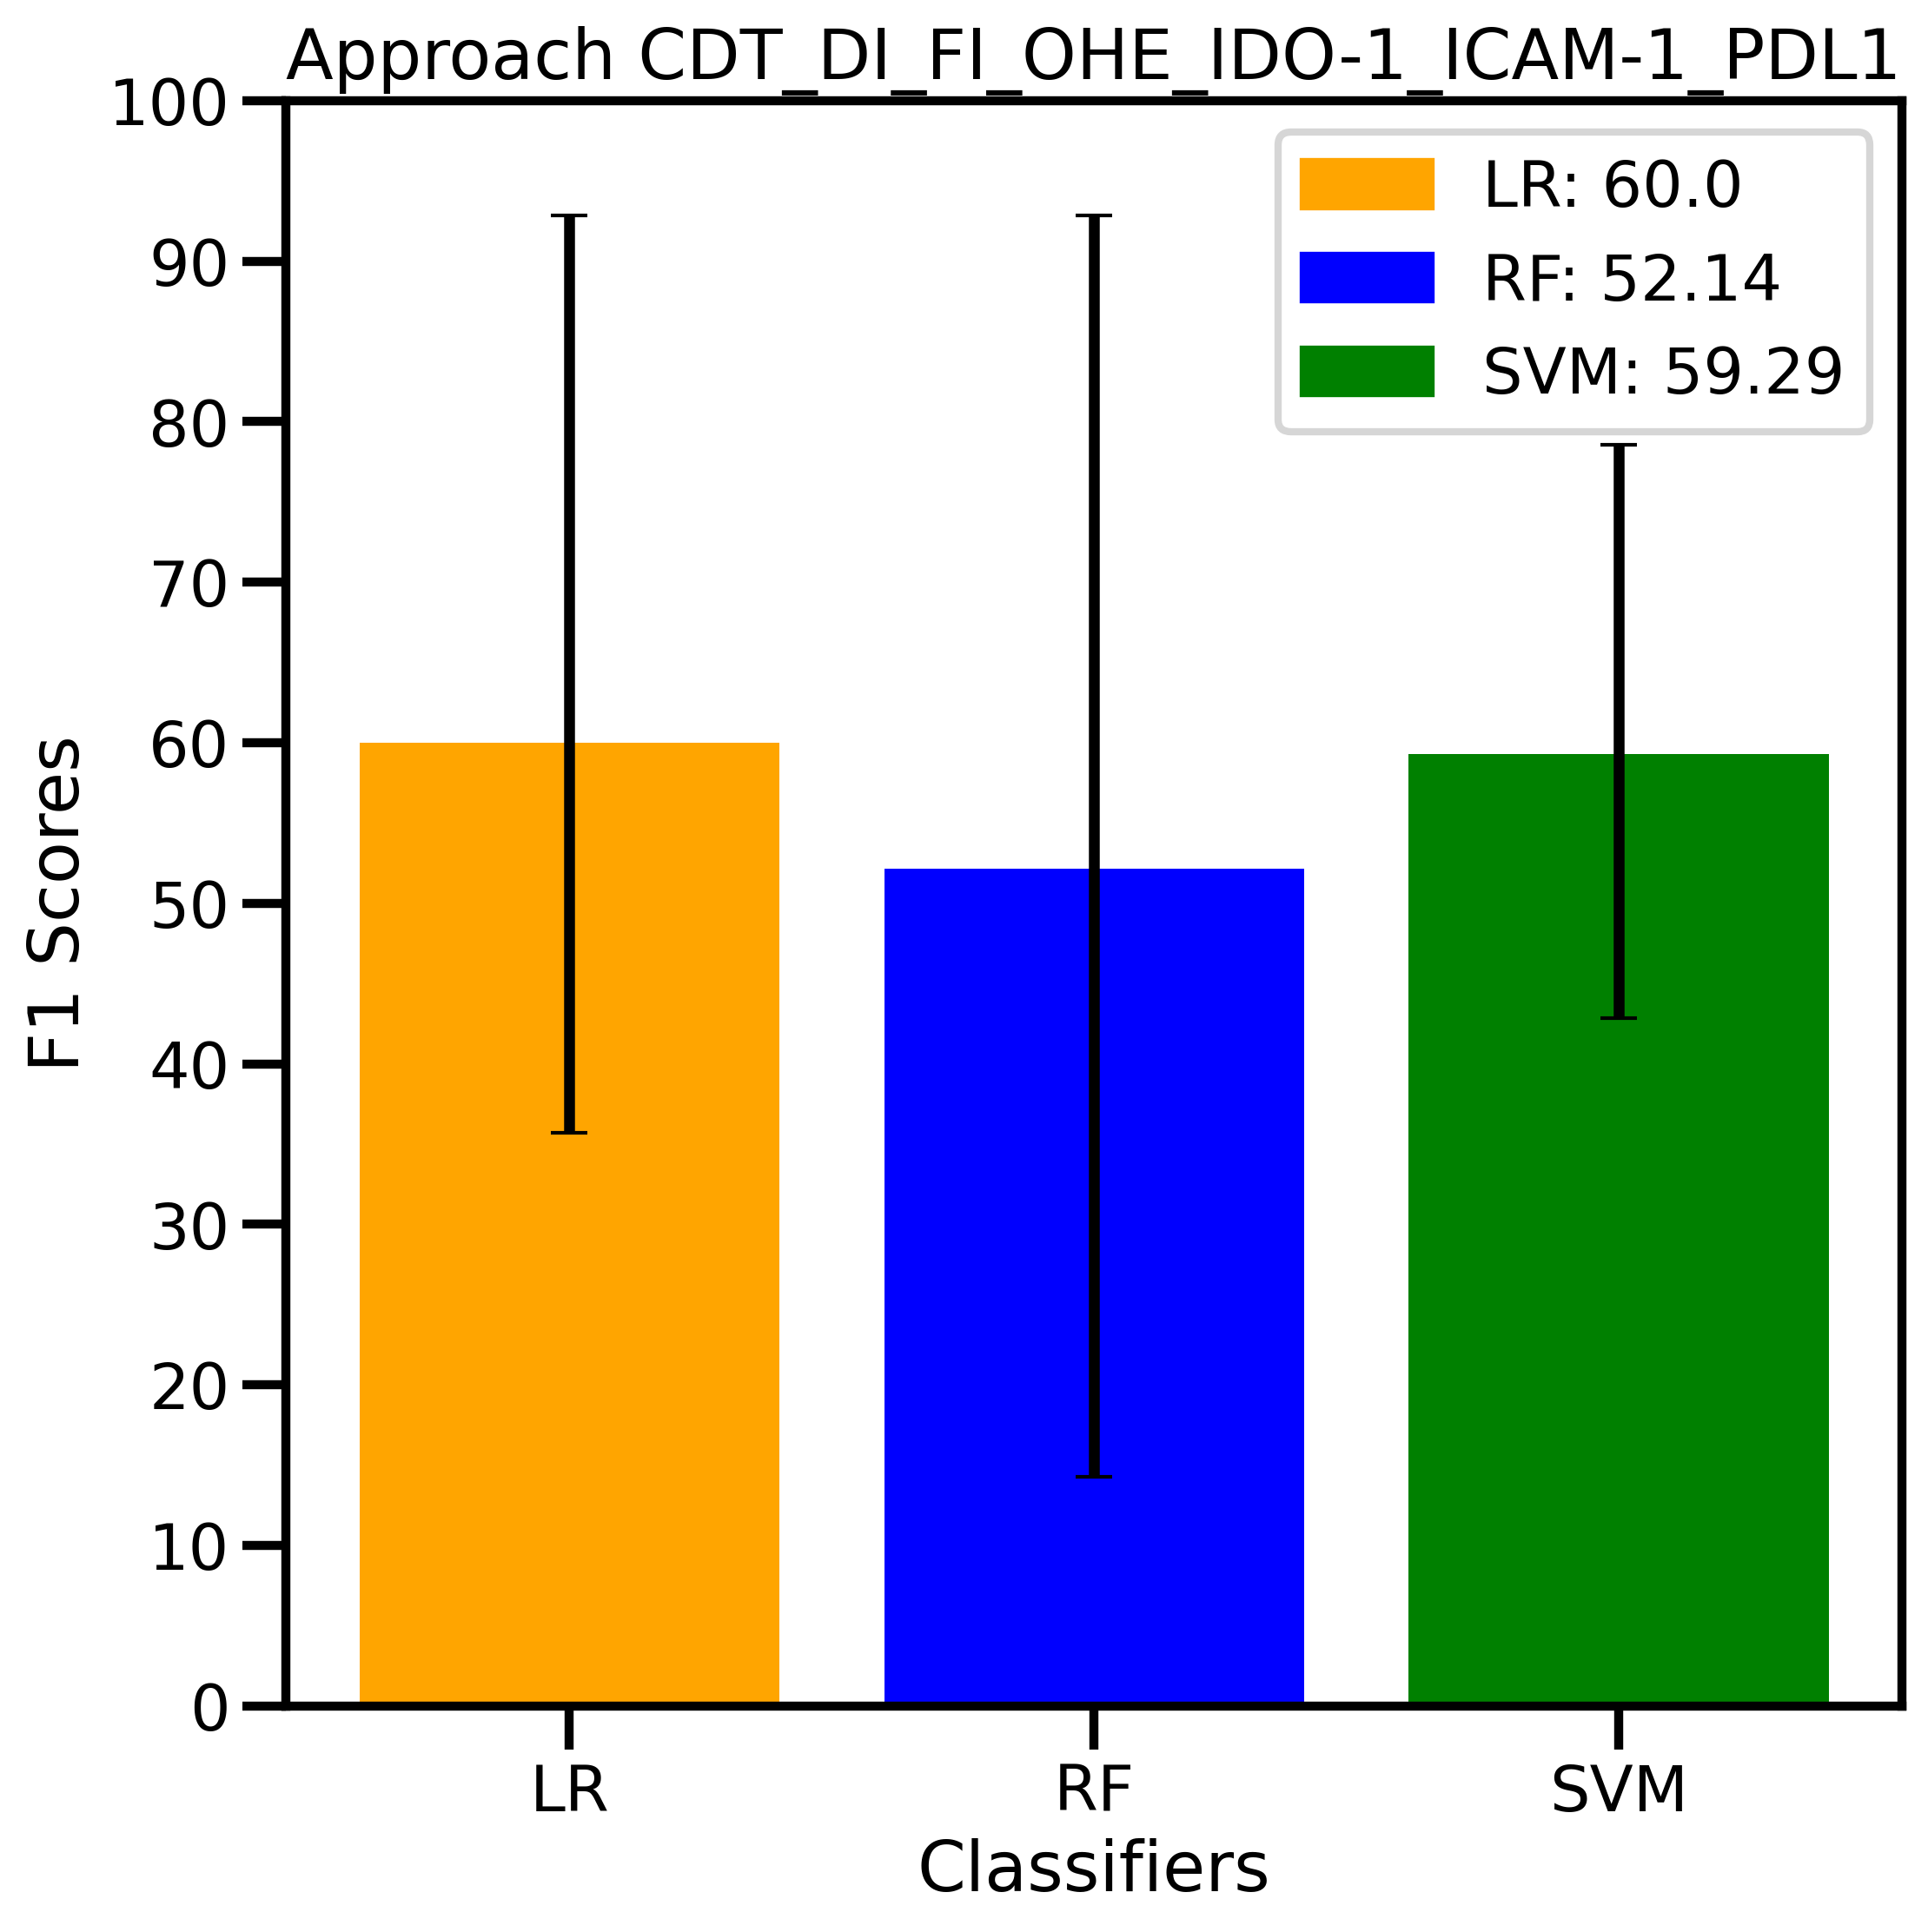 Approach CDT_DI_FI_OHE_IDO-1_ICAM-1_PDL1
100
90
80
70
60
50
40
30
20
10
0
F1 Scores
LR: 60.0
RF: 52.14
SVM: 59.29
LR
RF
SVM
Classifiers